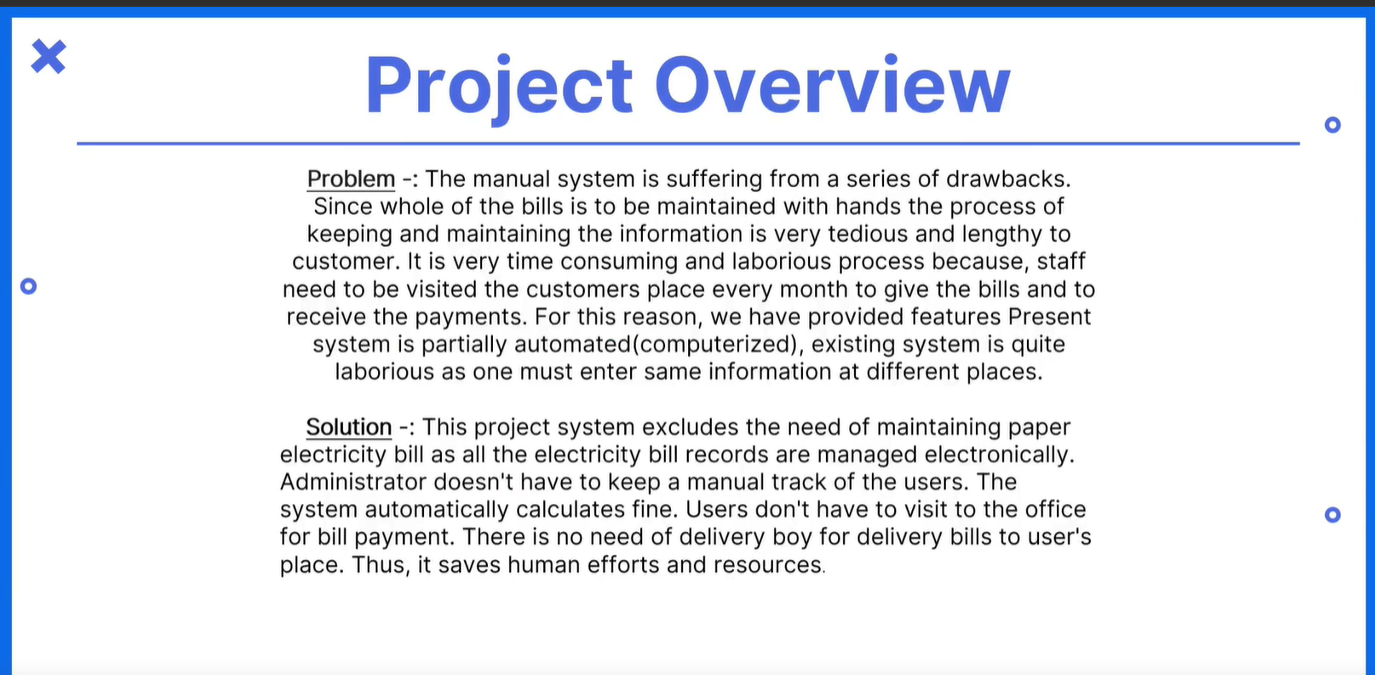 Project Overview
Problem -: The manual system is suffering from a series of drawbacks.
Since whole of the bills is to be maintained with hands the process of
keeping and maintaining the information is very tedious and lengthy to
customer. It is very time consuming and laborious process because, staff
need to be visited the customers place every month to give the bills and to
receive the payments. For this reason, we have provided features Present
system is partially automated(computerized), existing system is quite
laborious as one must enter same information at different places.
Solution -: This project system excludes the need of maintaining paper
electricity bill as all the electricity bill records are managed electronically.
Administrator doesn't have to keep a manual track of the users. The
system automatically calculates fine. Users don't have to visit to the office
for bill payment. There is no need of delivery boy for delivery bills to user's
place. Thus, it saves human efforts and resources.